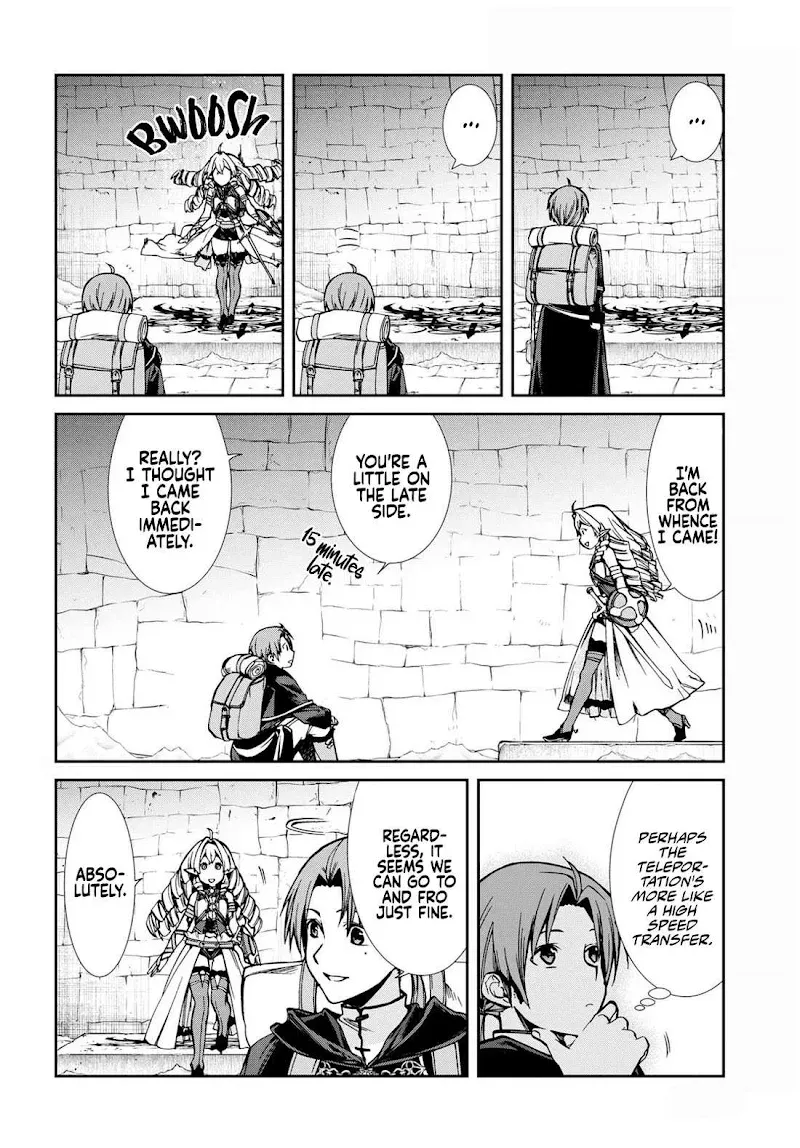 ...
...
BWOOSH
I'M
BACK
FROM
WHENCE
I CAME!
YOU'RE A
LITTLE ON
THE LATE
SIDE.
15 minutes
late.
REALLY?
I THOUGHT
I CAME
BACK
IMMEDI-
ATELY.
PERHAPS
THE
TELEPOR-
TATION'S
MORE LIKE
A HIGH
SPEED
TRANSFER.
REGARD-
LESS, IT
SEEMS WE
CAN GO TO
AND FRO
JUST FINE.
ABSO-
LUTELY.